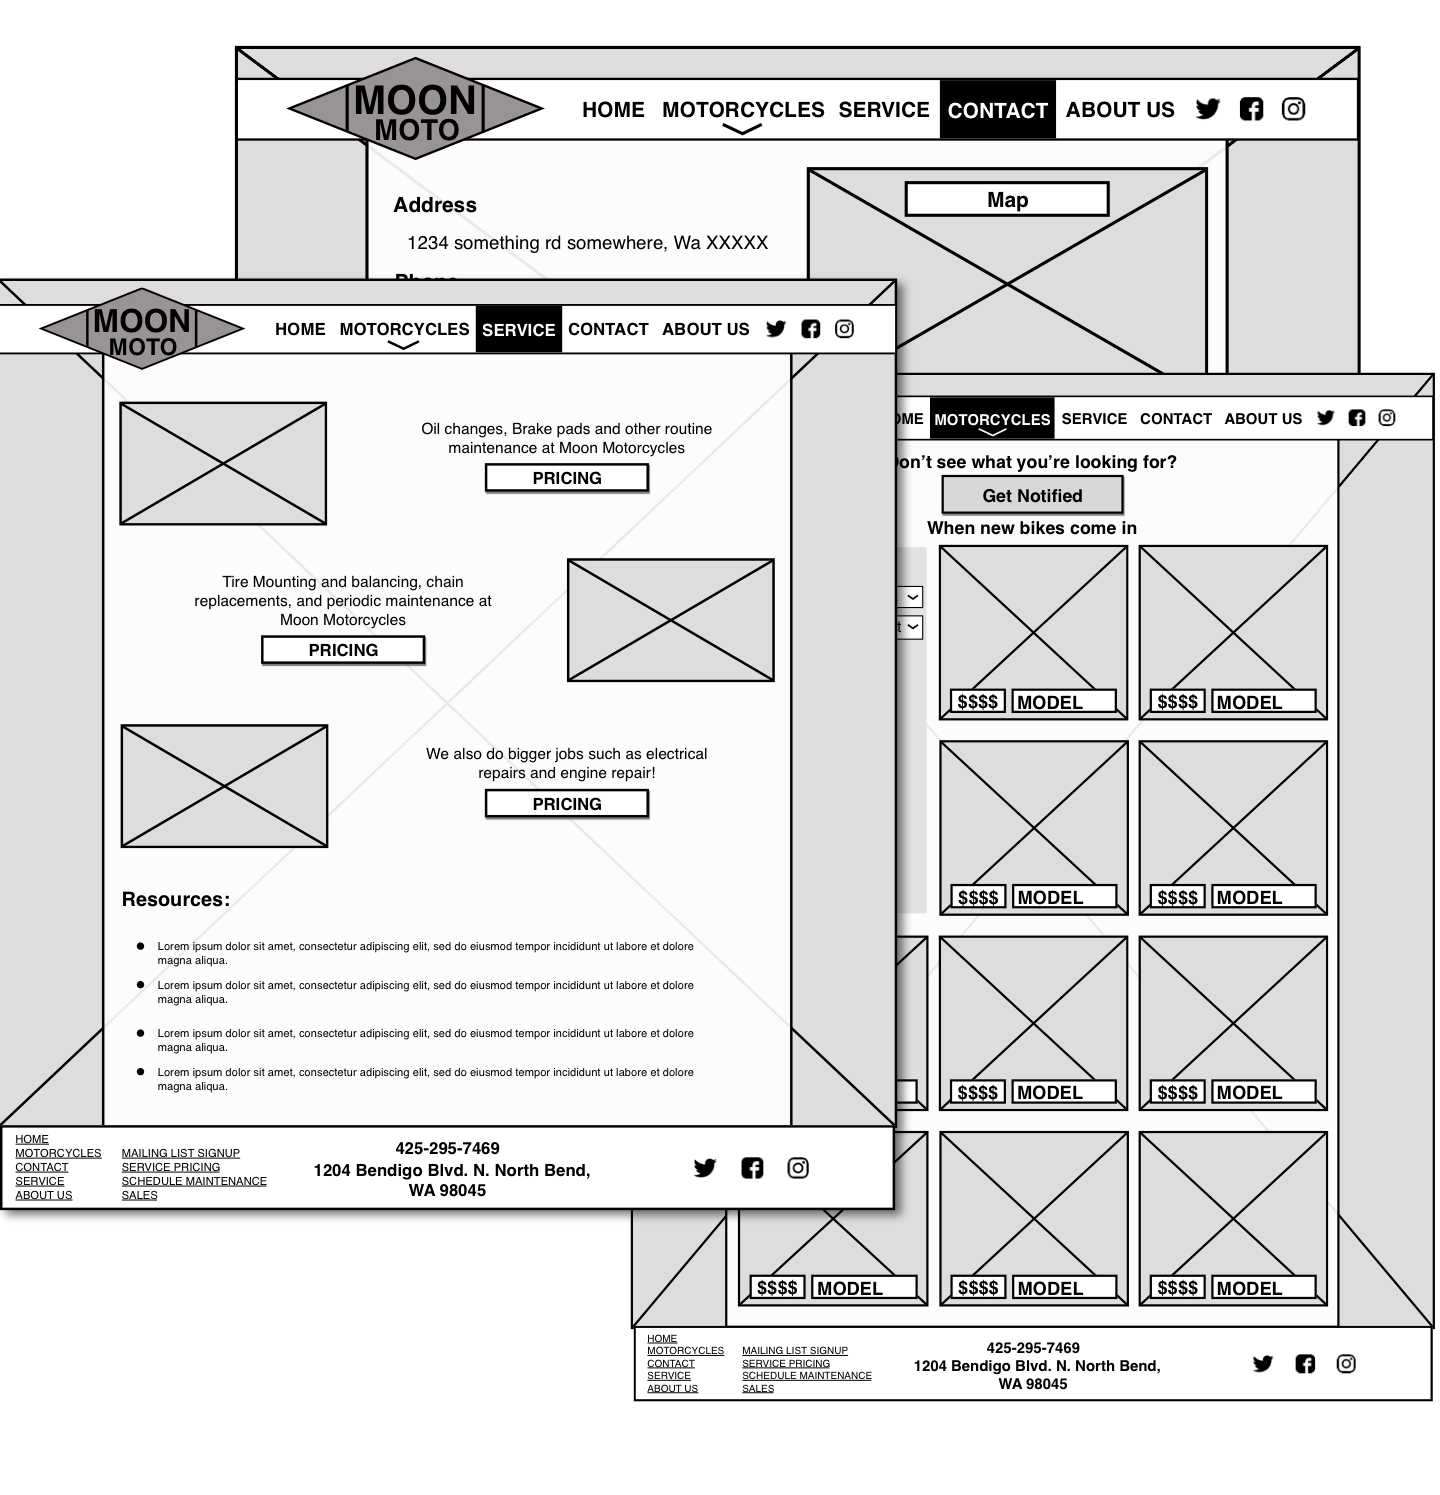 MOON
MOTO
HOME MOTORCYCLES SERVICE CONTACT ABOUT US
Address
1234 something rd somewhere, Wa XXXXX
Phone
Map
MOON
MOTO
HOME MOTORCYCLES SERVICE CONTACT ABOUT US
Oil changes, Brake pads and other routine
maintenance at Moon Motorcycles
PRICING
Tire Mounting and balancing, chain
replacements, and periodic maintenance at
Moon Motorcycles
PRICING
We also do bigger jobs such as electrical
repairs and engine repair!
PRICING
Resources:
Lorem ipsum dolor sit amet, consectetur adipiscing elit, sed do eiusmod tempor incididunt ut labore et dolore
magna aliqua.
Lorem ipsum dolor sit amet, consectetur adipiscing elit, sed do eiusmod tempor incididunt ut labore et dolore
magna aliqua.
Lorem ipsum dolor sit amet, consectetur adipiscing elit, sed do eiusmod tempor incididunt ut labore et dolore
magna aliqua.
Lorem ipsum dolor sit amet, consectetur adipiscing elit, sed do eiusmod tempor incididunt ut labore et dolore
magna aliqua.
HOME
MOTORCYCLES
CONTACT
SERVICE
ABOUT US
MAILING LIST SIGNUP
SERVICE PRICING
SCHEDULE MAINTENANCE
SALES
425-295-7469
1204 Bendigo Blvd. N. North Bend,
WA 98045
OME MOTORCYCLES SERVICE CONTACT ABOUT US
Don't see what you're looking for?
Get Notified
When new bikes come in
t
$$$$ MODEL $$$$ MODEL
$$$$ MODEL $$$$ MODEL
$$$$ MODEL $$$$ MODEL
$$$$ MODEL $$$$ MODEL $$$$ MODEL
HOME
MOTORCYCLES
CONTACT
SERVICE
ABOUT US
MAILING LIST SIGNUP
SERVICE PRICING
SCHEDULE MAINTENANCE
SALES
425-295-7469
1204 Bendigo Blvd. N. North Bend,
WA 98045